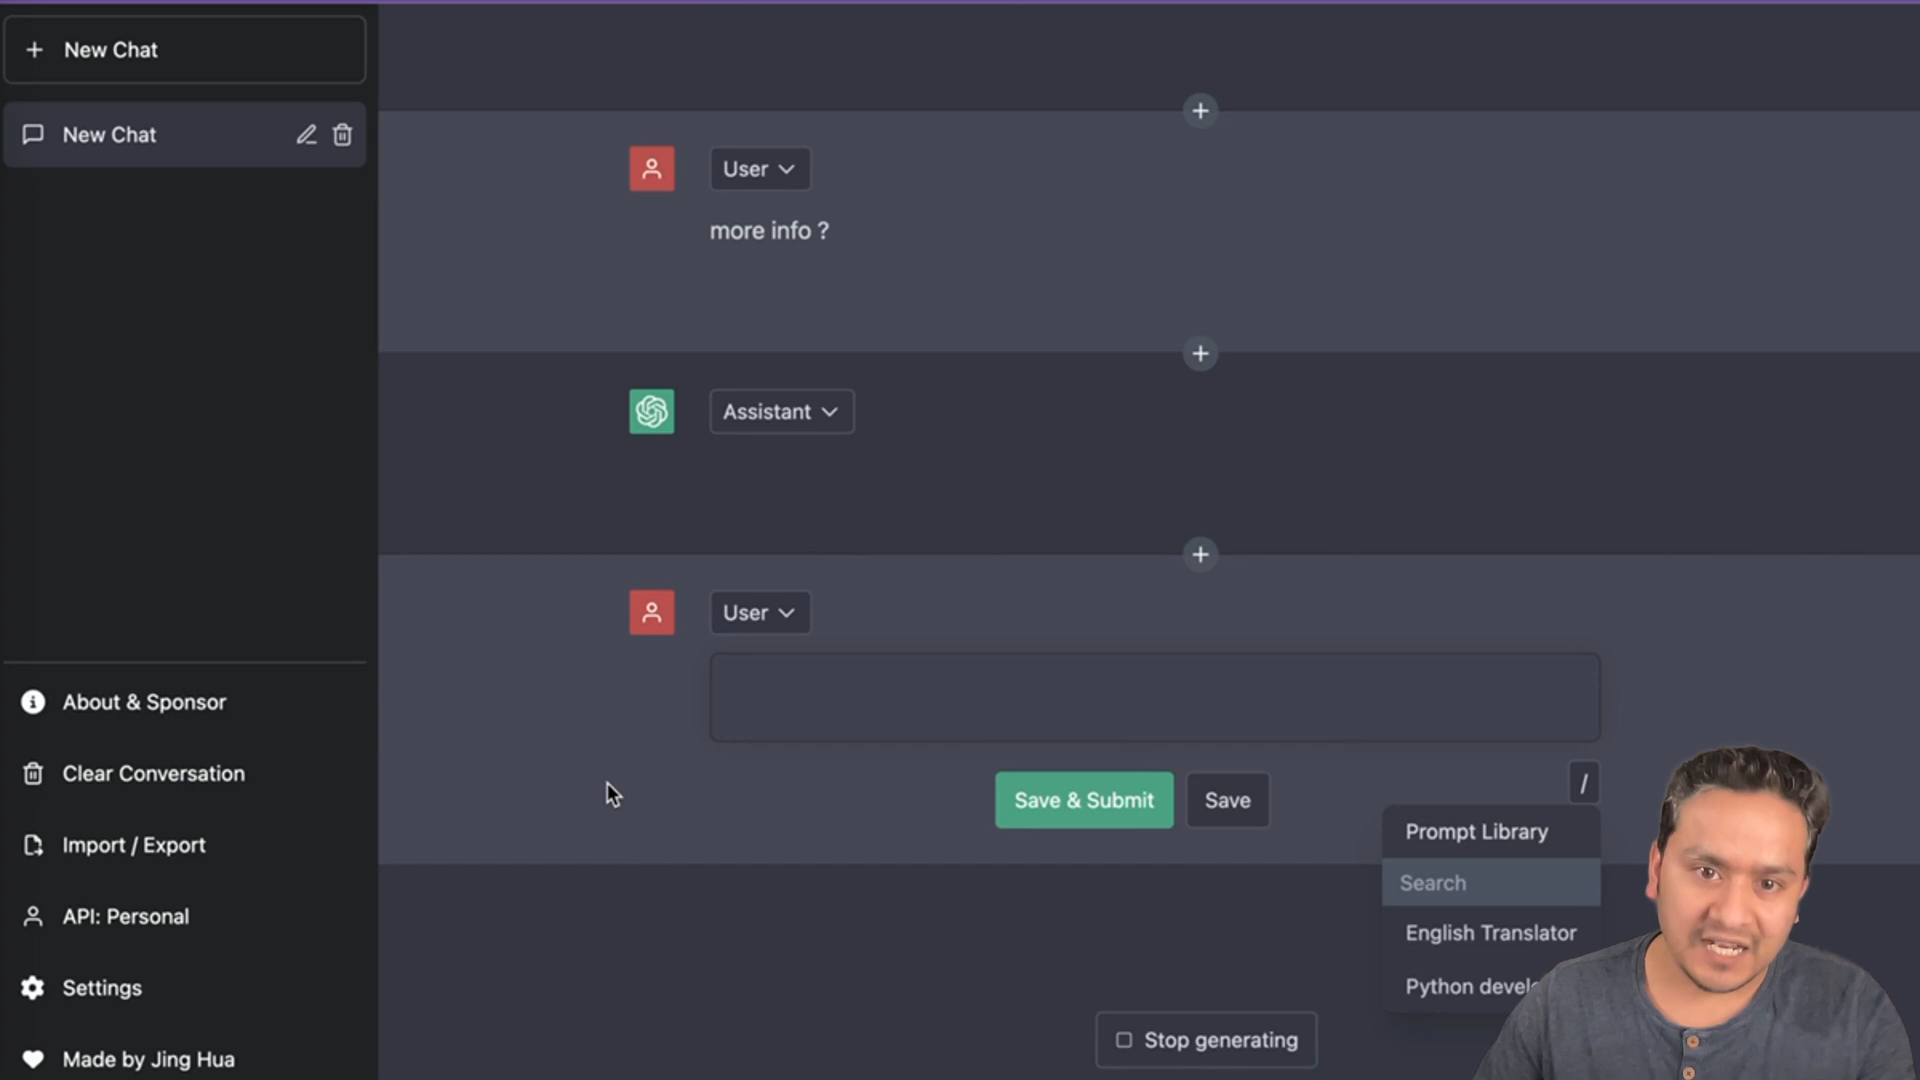 New Chat
New Chat
User
more info ?
Assistant
User
Save & Submit
Save
/
Prompt Library
Search
English Translator
Python
Stop generating
About & Sponsor
Clear Conversation
Import / Export
API: Personal
Settings
Made by Jing Hua